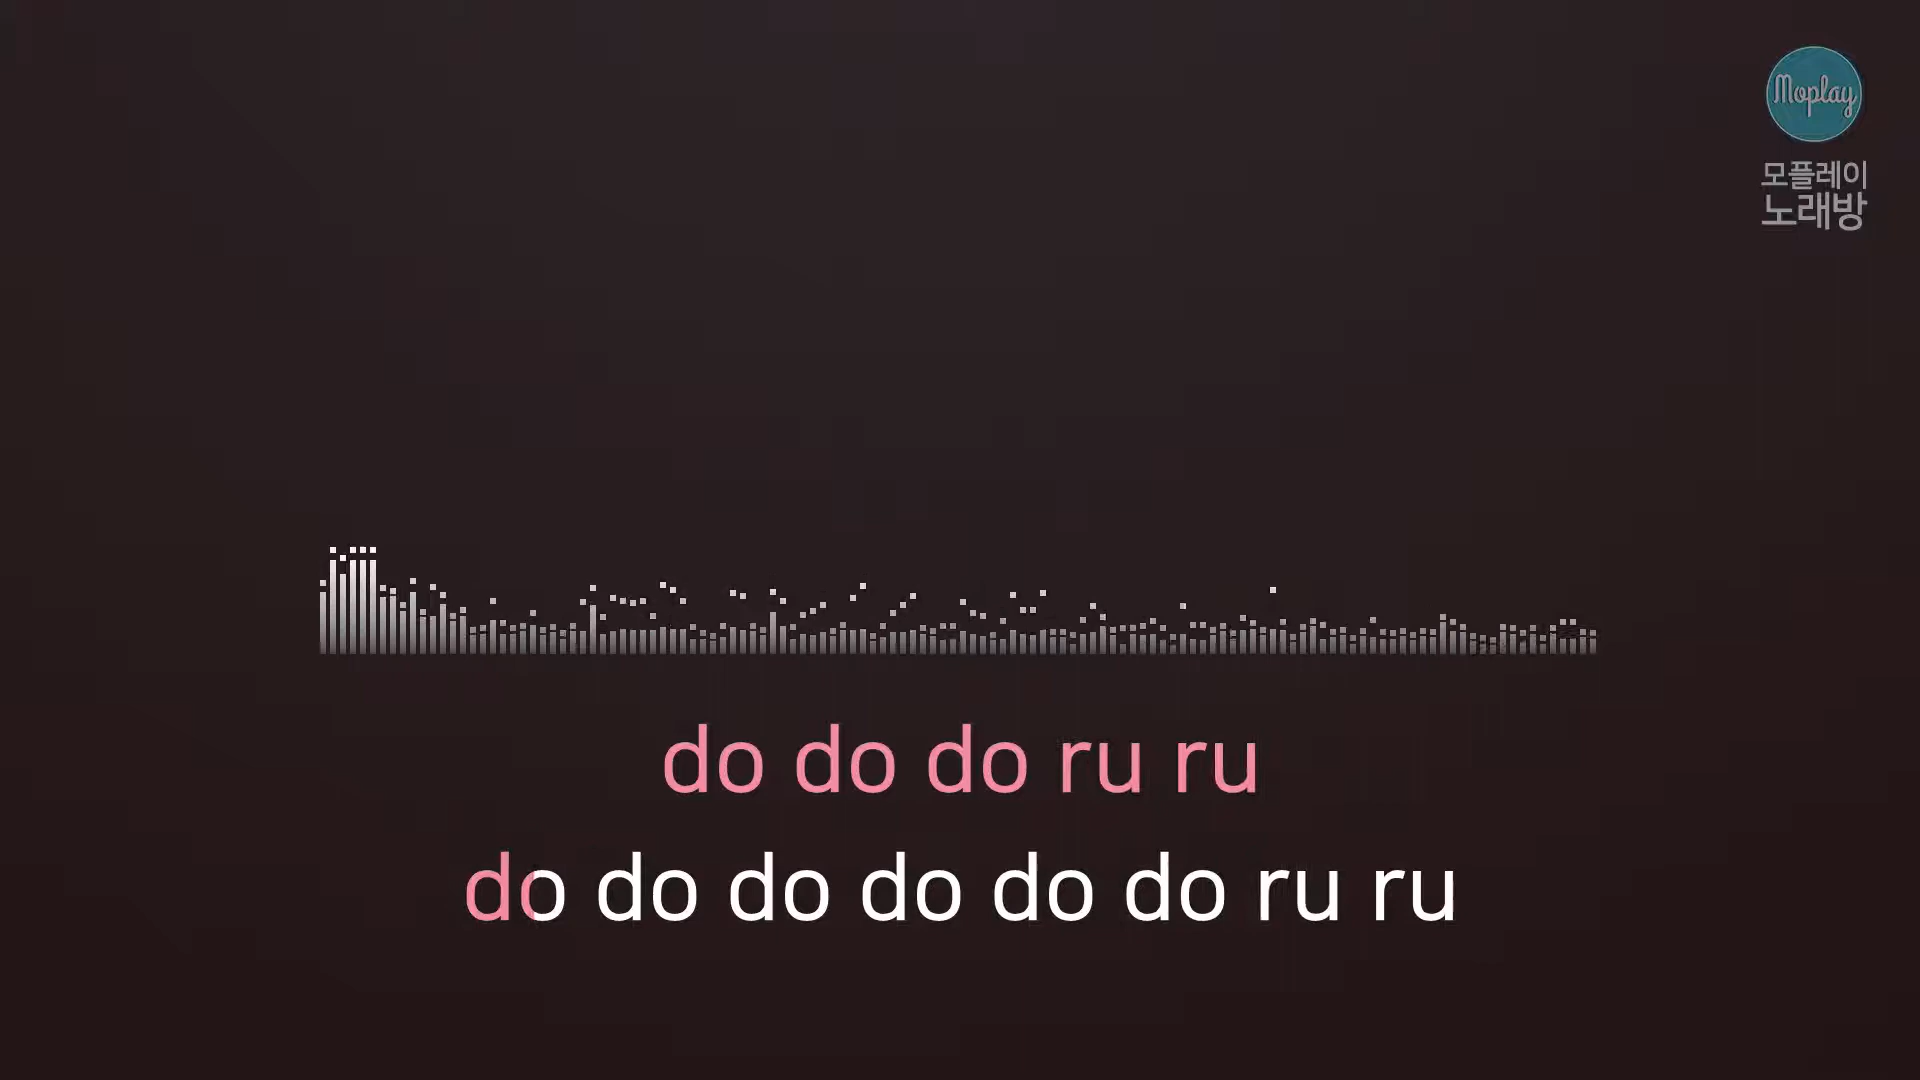 Moplay
모플레이
노래방
do do do ru ru
do do do do do do ru ru